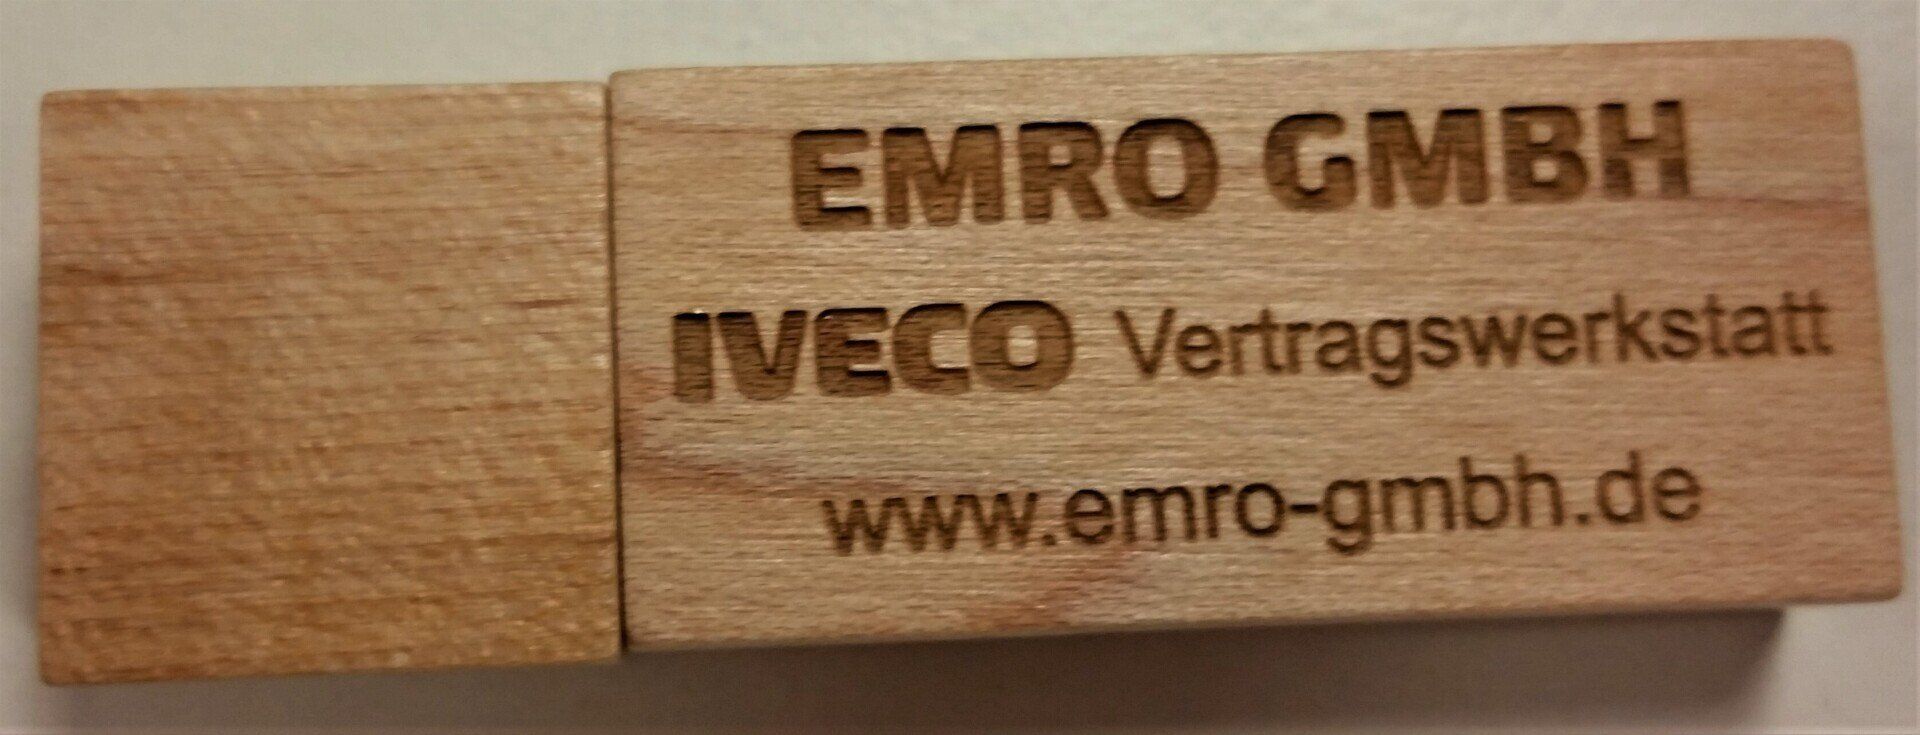 EMRO GMBH
IVECO Vertragswerkstatt
www.emro-gmbh.de